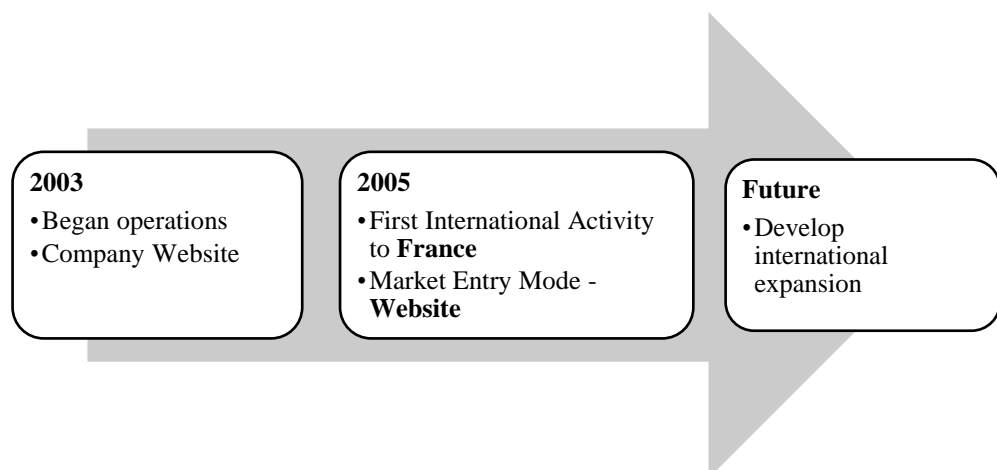 2003
•Began operations
•Company Website
2005
•First International Activity
to France
•Market Entry Mode -
Website
Future
•Develop
international
expansion